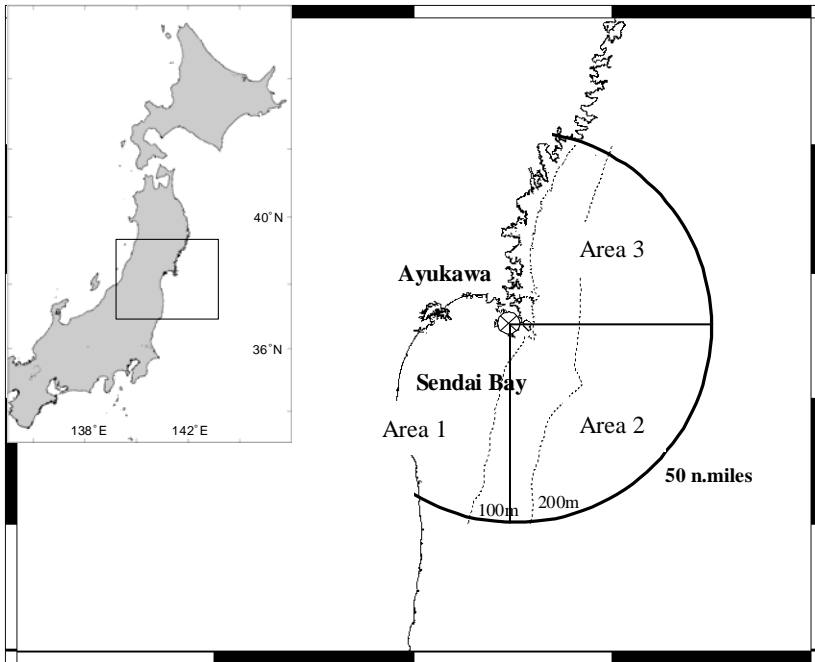 40°N
36°N
138°E
142°E
Ayukawa
Area 3
Sendai Bay
Area 1
Area 2
50 n.miles
100m
200m